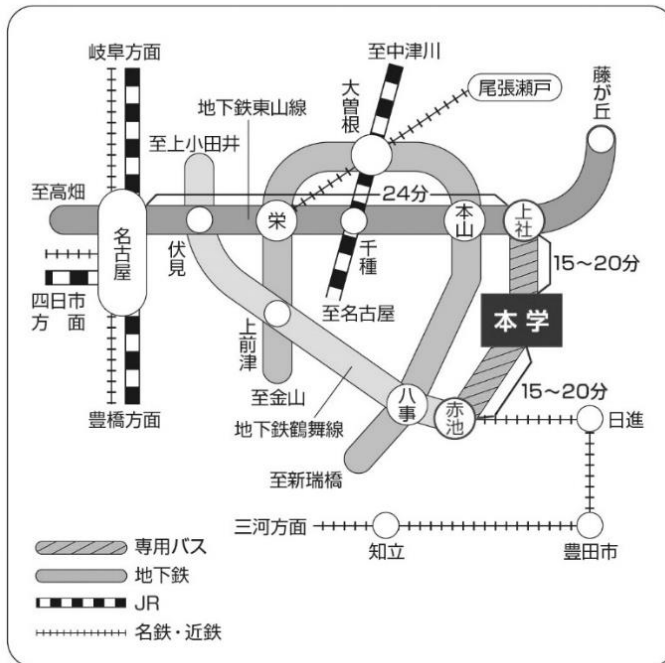 岐阜方面
至中津川
大曽根
尾張瀬戸
藤が丘
地下鉄東山線
至上小田井
至高畑
24分
名古屋
伏見
栄
千種
本山
上社
15～20分
四日市
方面
至名古屋
本学
上前津
豊橋方面
至金山
地下鉄鶴舞線
八事
赤池
15～20分
日進
至新瑞橋
三河方面
知立
豊田市
専用バス
地下鉄
JR
名鉄・近鉄